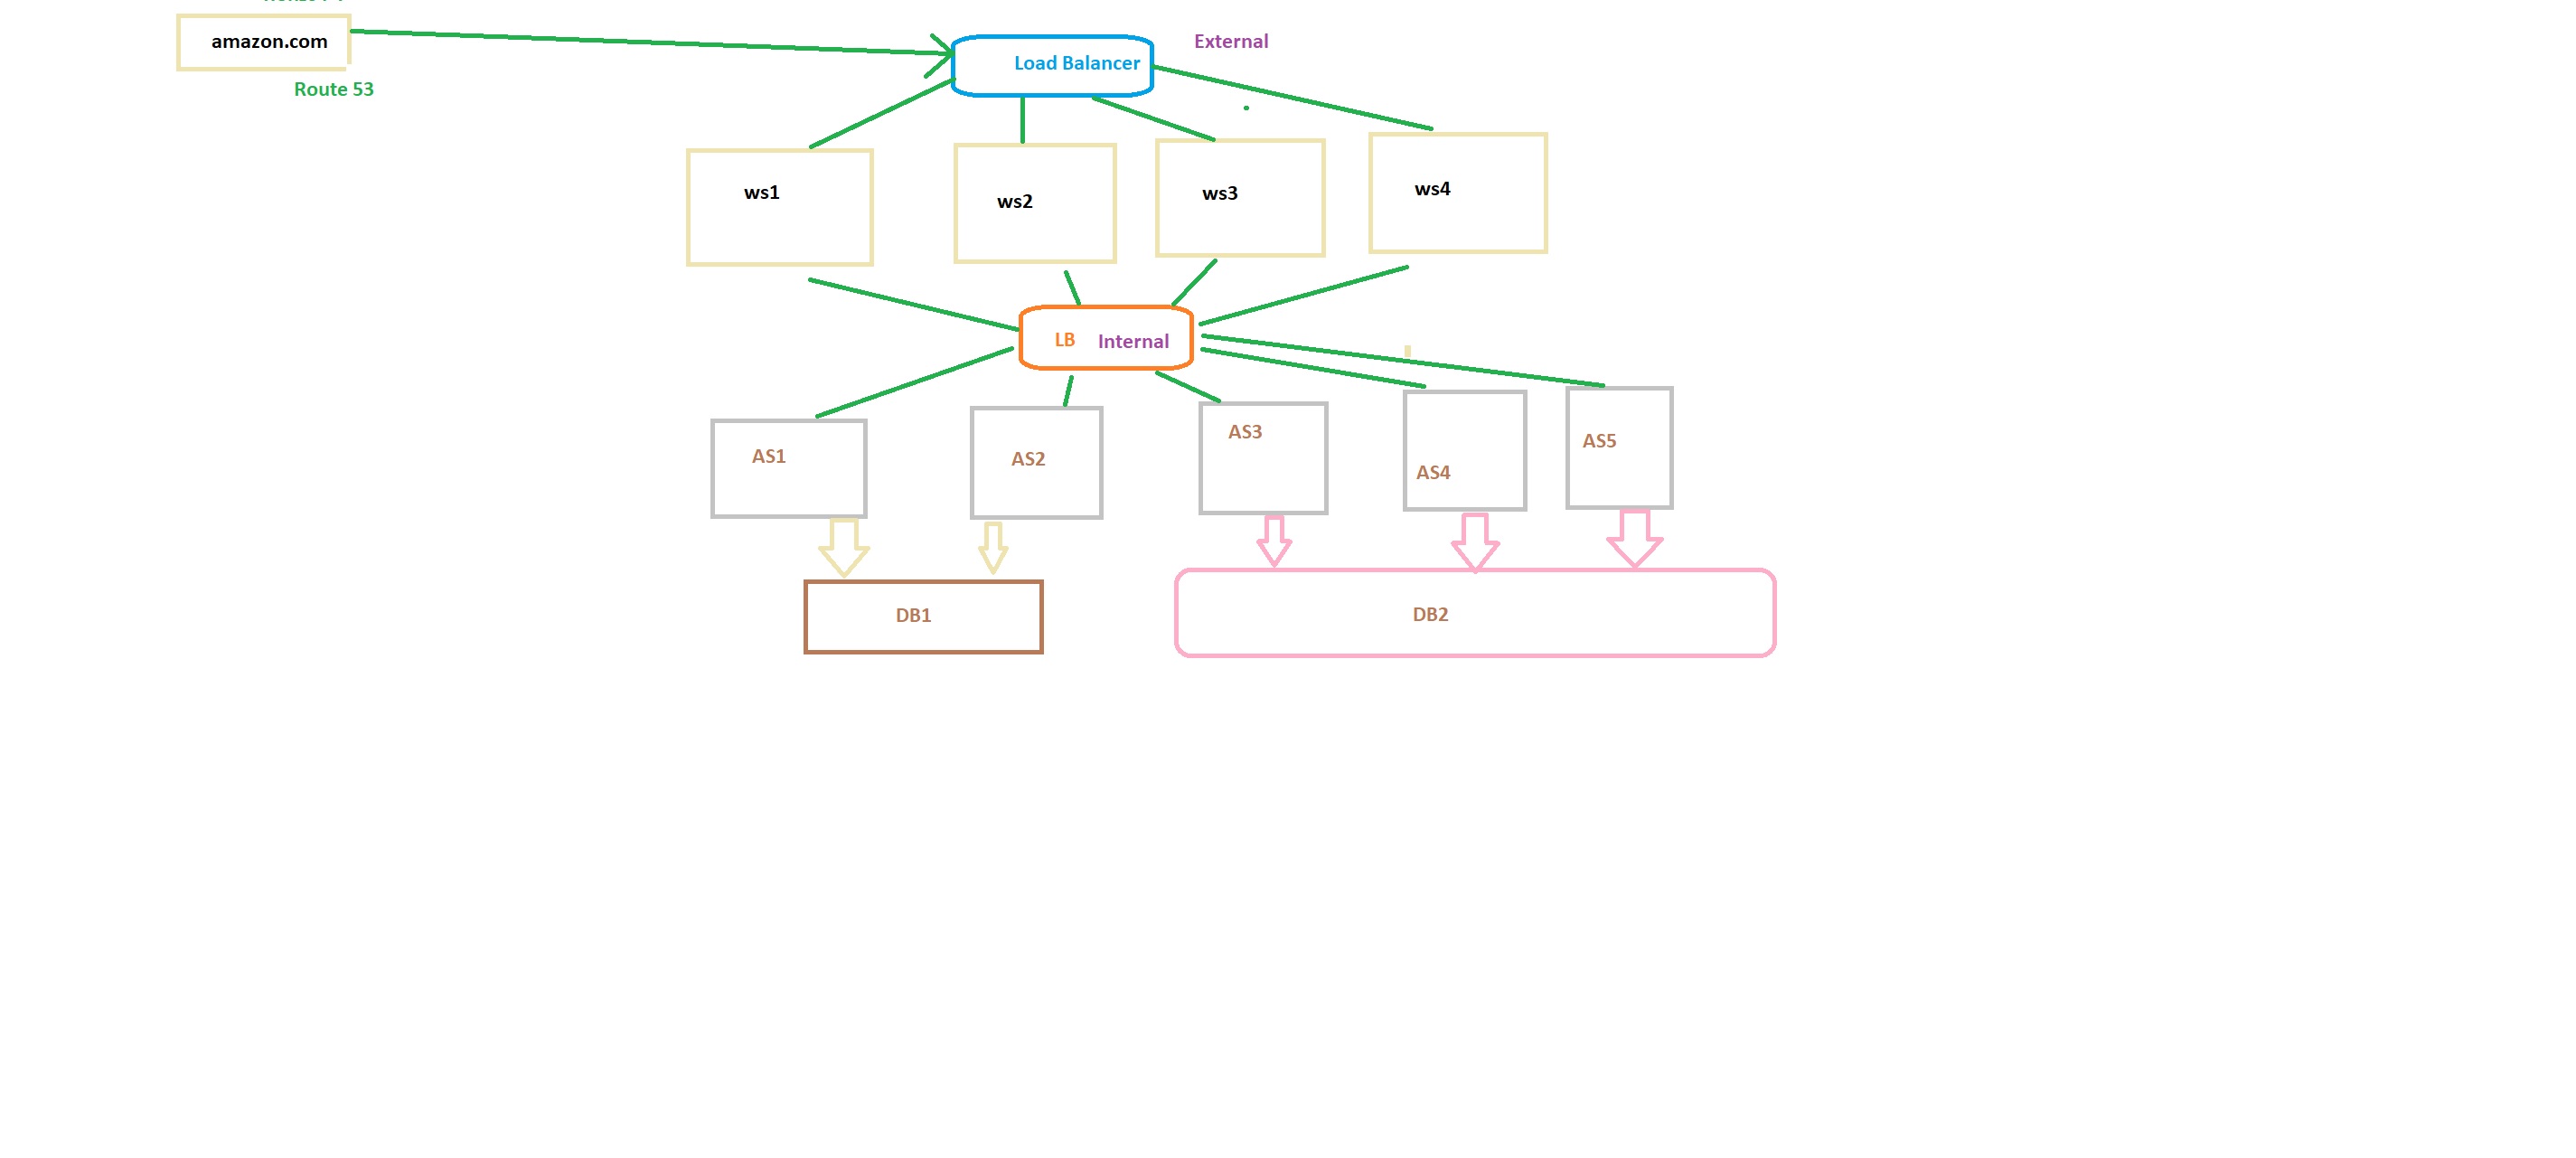 amazon.com
Route 53
Load Balancer
External
ws1
ws2
ws3
ws4
LB
Internal
AS1
AS2
AS3
AS4
AS5
DB1
DB2